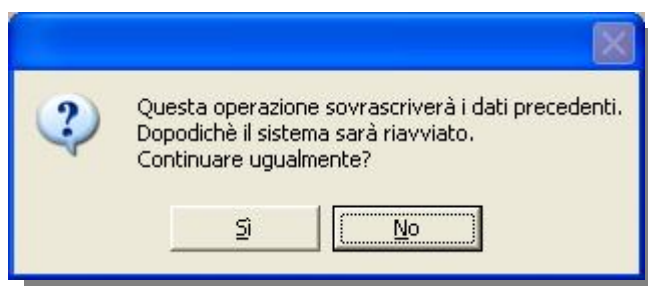 Questa operazione sovrascriverà i dati precedenti.
Dopodichè il sistema sarà riavviato.
Continuare ugualmente?
Sì No